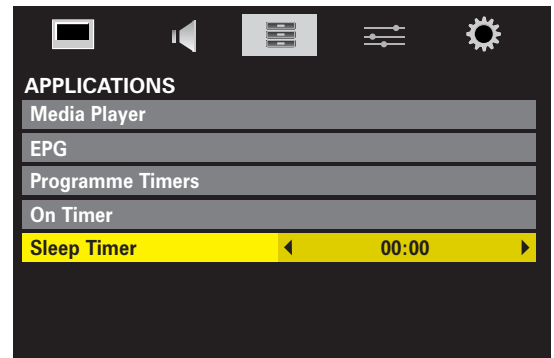 APPLICATIONS
Media Player
EPG
Programme Timers
On Timer
Sleep Timer 00:00